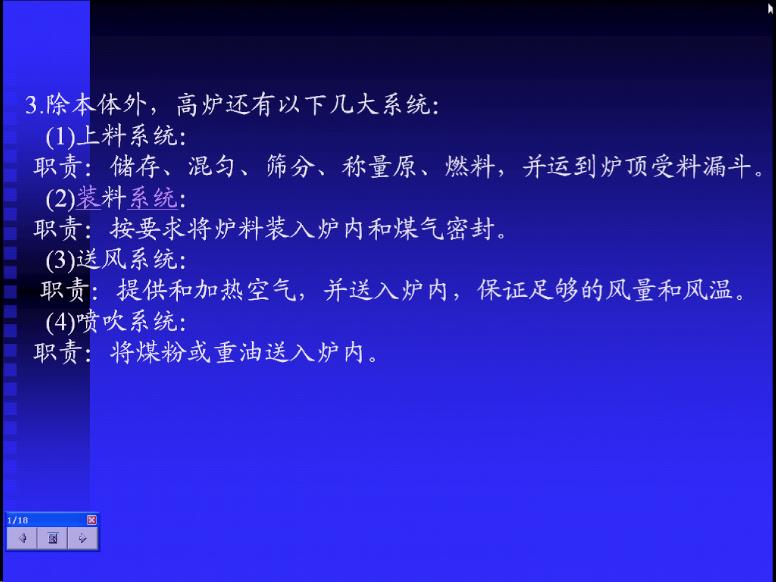 3.除本体外，高炉还有以下几大系统：
(1)上料系统：
职责：储存、混匀、筛分、称量原、燃料，并运到炉顶受料漏斗。
(2)装料系统：
职责：按要求将炉料装入炉内和煤气密封。
(3)送风系统：
职责：提供和加热空气，并送入炉内，保证足够的风量和风温。
(4)喷吹系统：
职责：将煤粉或重油送入炉内。
1/18